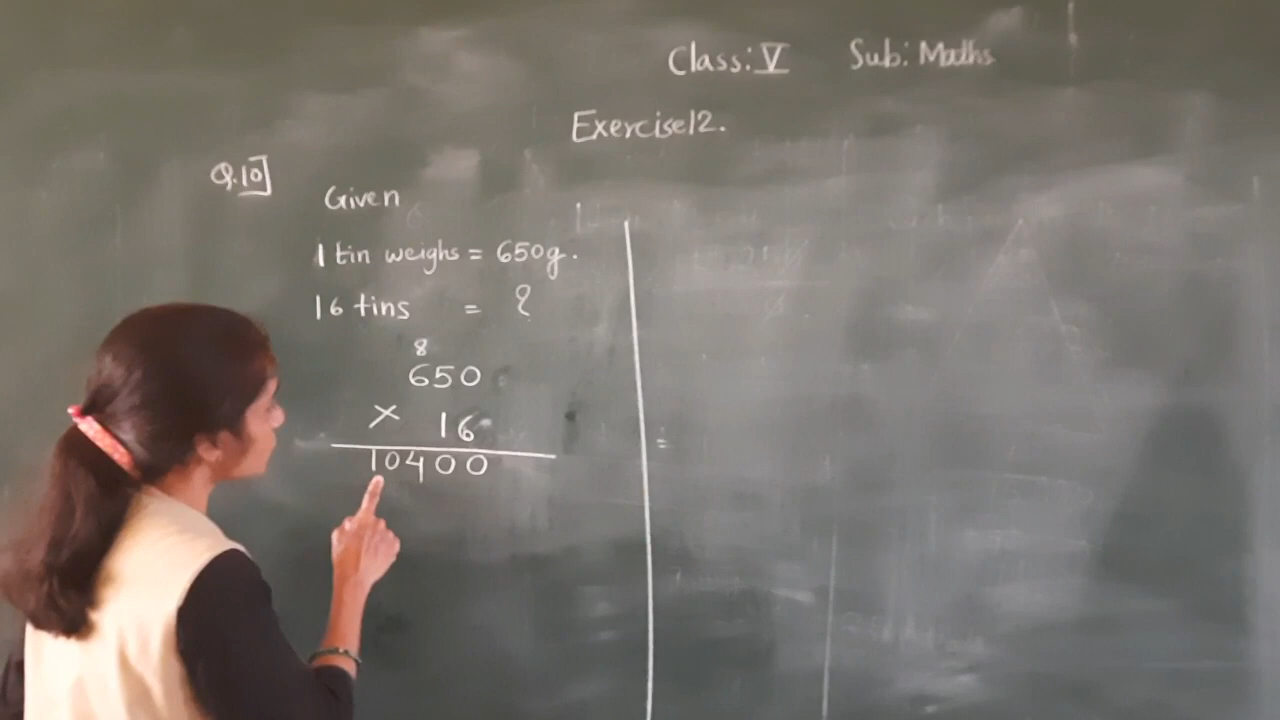 Class: V Sub: Maths
Exercise 12.
Q.10]
Given
1 tin weighs = 650g.
16 tins = ?
8
650
× 16
10400
=